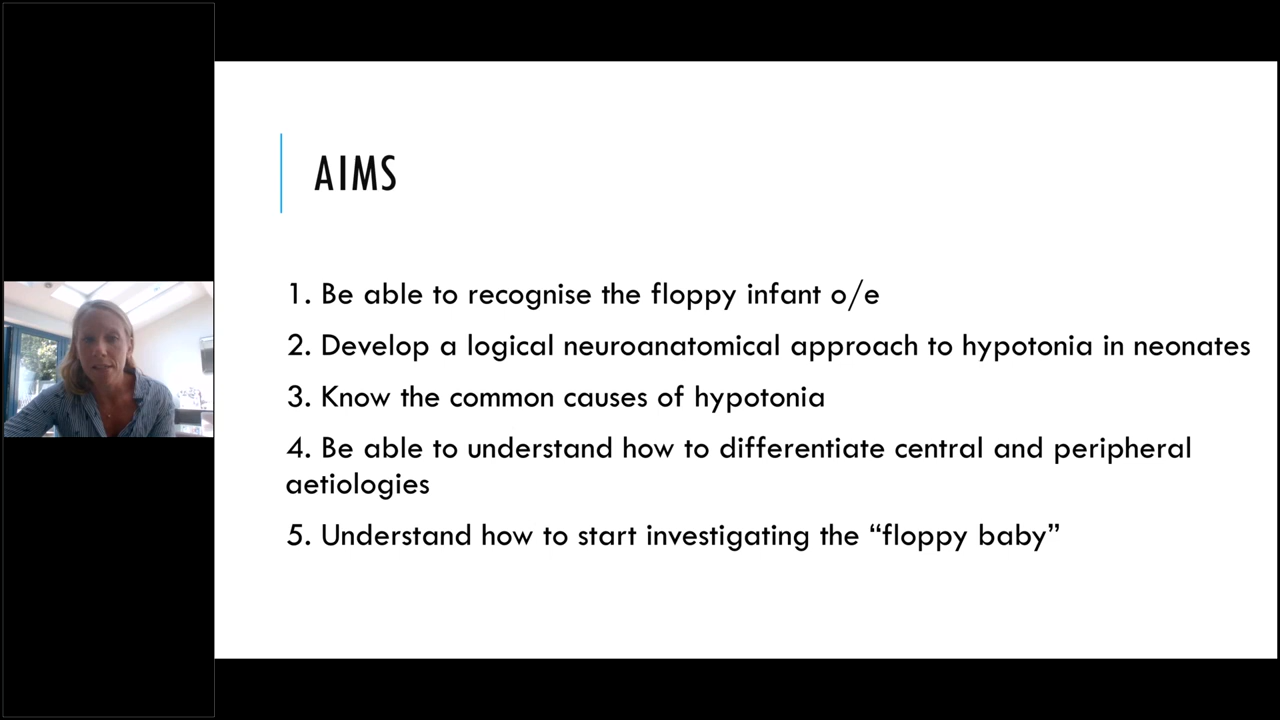 AIMS
1. Be able to recognise the floppy infant o/e
2. Develop a logical neuroanatomical approach to hypotonia in neonates
3. Know the common causes of hypotonia
4. Be able to understand how to differentiate central and peripheral
aetiologies
5. Understand how to start investigating the “floppy baby”